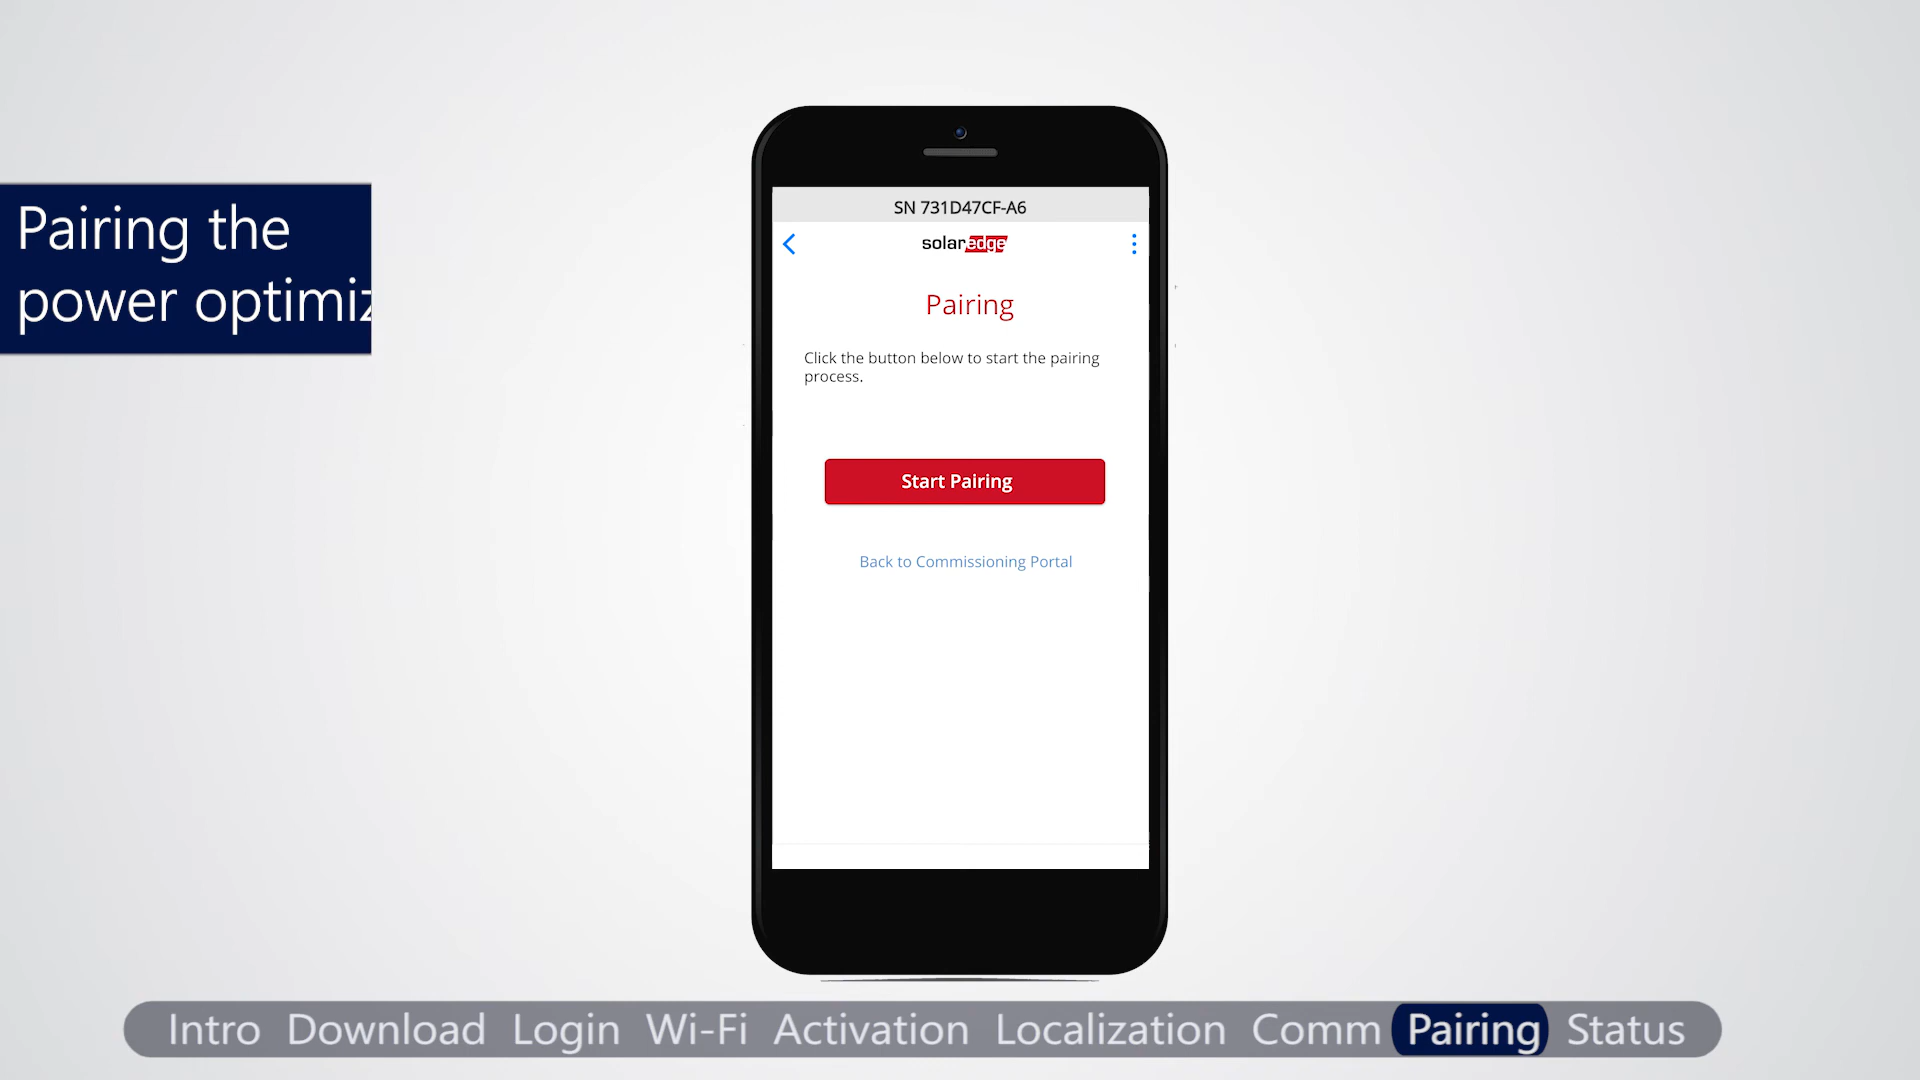 Pairing the
power optimiz
SN 731D47CF-A6
solaredge
Pairing
Click the button below to start the pairing
process.
Start Pairing
Back to Commissioning Portal
Intro Download Login Wi-Fi Activation Localization Comm Pairing Status